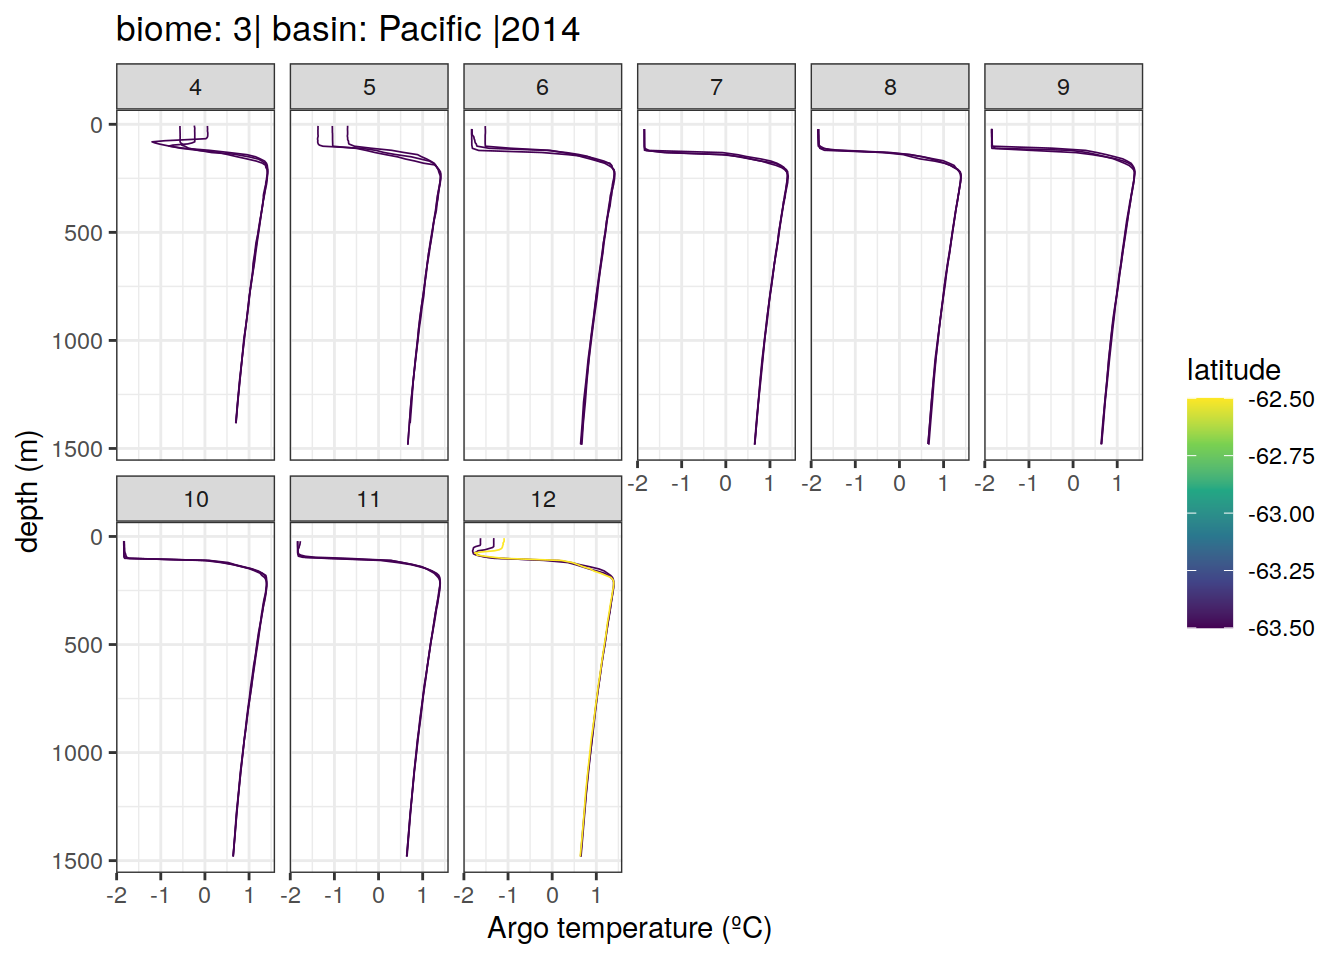 biome: 3| basin: Pacific |2014
4 5 6 7 8 9
0
500
1000
1500
-2 -1 0 1 -2 -1 0 1 -2 -1 0 1
10 11 12
0
500
1000
1500
-2 -1 0 1 -2 -1 0 1 -2 -1 0 1
depth (m)
Argo temperature (ºC)
latitude
-62.50
-62.75
-63.00
-63.25
-63.50